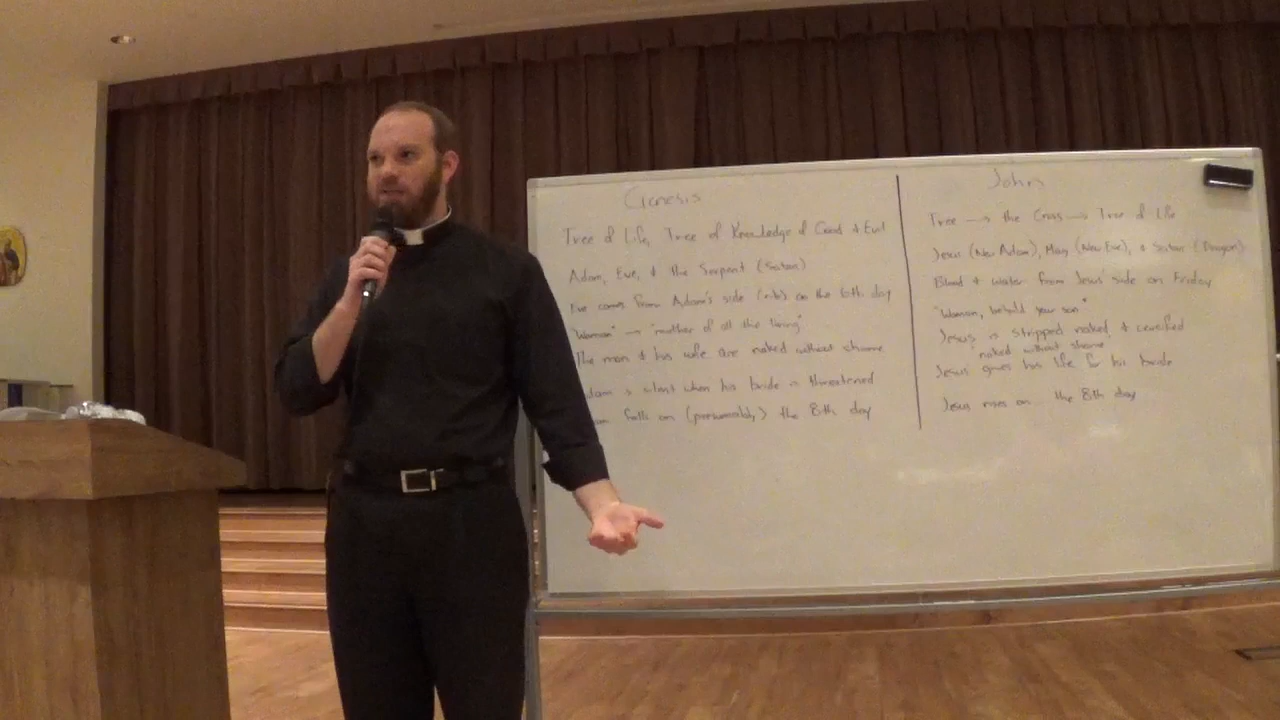 Genesis
Tree of Life, Tree of Knowledge of Good & Evil
Adam, Eve, & the Serpent (Satan)
Eve comes from Adam's side (rib) on the 6th day
"Woman" → "mother of all the living"
The man & his wife are naked without shame
Adam is silent when his bride is threatened
falls on (presumably) the 8th day
John
Tree → the Cross → Tree of Life
Jesus (New Adam), Mary (New Eve), & Satan (Dragon)
Blood & water from Jesus' side on Friday
"Woman, behold your son"
Jesus is stripped naked & crucified
naked without shame
Jesus gives his life for his bride
Jesus rises on... the 8th day